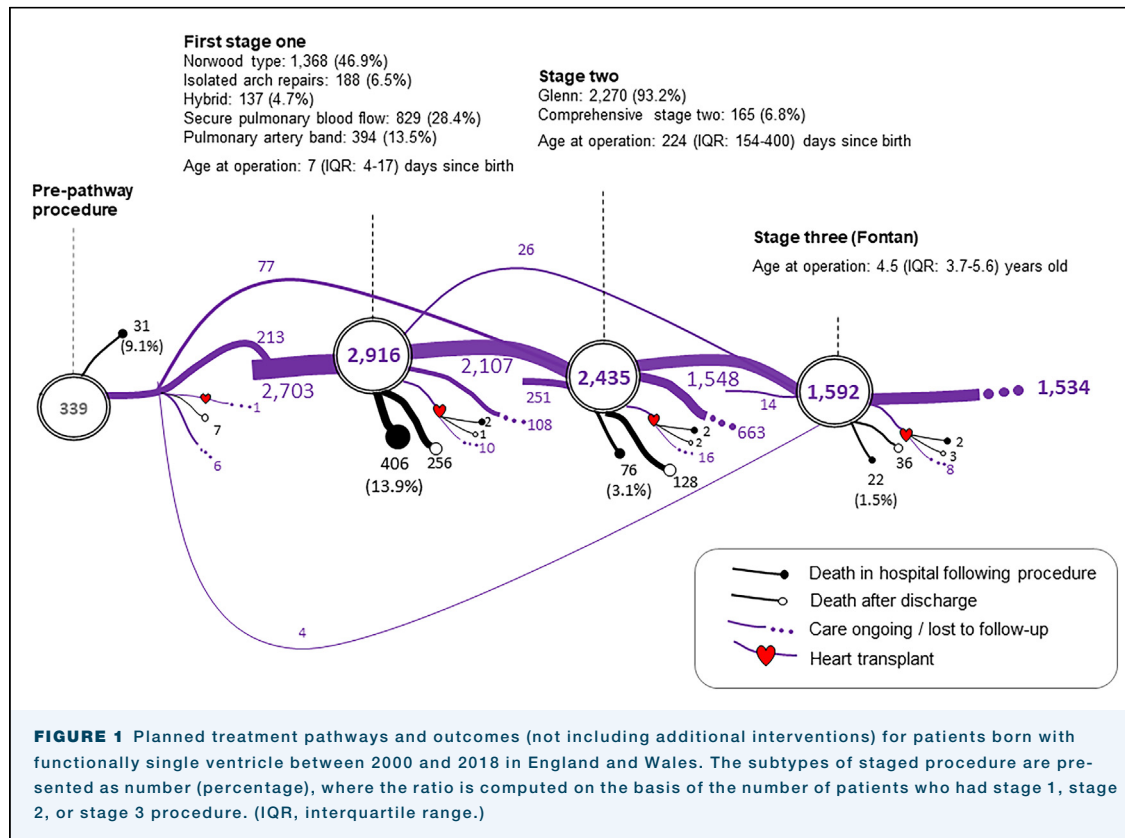 First stage one
Norwood type: 1,368 (46.9%)
Isolated arch repairs: 188 (6.5%)
Hybrid: 137 (4.7%)
Secure pulmonary blood flow: 829 (28.4%)
Pulmonary artery band: 394 (13.5%)
Age at operation: 7 (IQR: 4-17) days since birth
Stage two
Glenn: 2,270 (93.2%)
Comprehensive stage two: 165 (6.8%)
Age at operation: 224 (IQR: 154-400) days since birth
Pre-pathway
procedure
Stage three (Fontan)
Age at operation: 4.5 (IQR: 3.7-5.6) years old
77
26
31
(9.1%)
213
339
2,703
1
7
6
2,916
2,107
406
(13.9%)
256
2
1
10
108
251
2,435
1,548
76
(3.1%)
128
2
2
16
663
14
1,592
22
(1.5%)
36
2
3
8
1,534
4
Death in hospital following procedure
Death after discharge
Care ongoing / lost to follow-up
Heart transplant
FIGURE 1 Planned treatment pathways and outcomes (not including additional interventions) for patients born with
functionally single ventricle between 2000 and 2018 in England and Wales. The subtypes of staged procedure are pre-
sented as number (percentage), where the ratio is computed on the basis of the number of patients who had stage 1, stage
2, or stage 3 procedure. (IQR, interquartile range.)